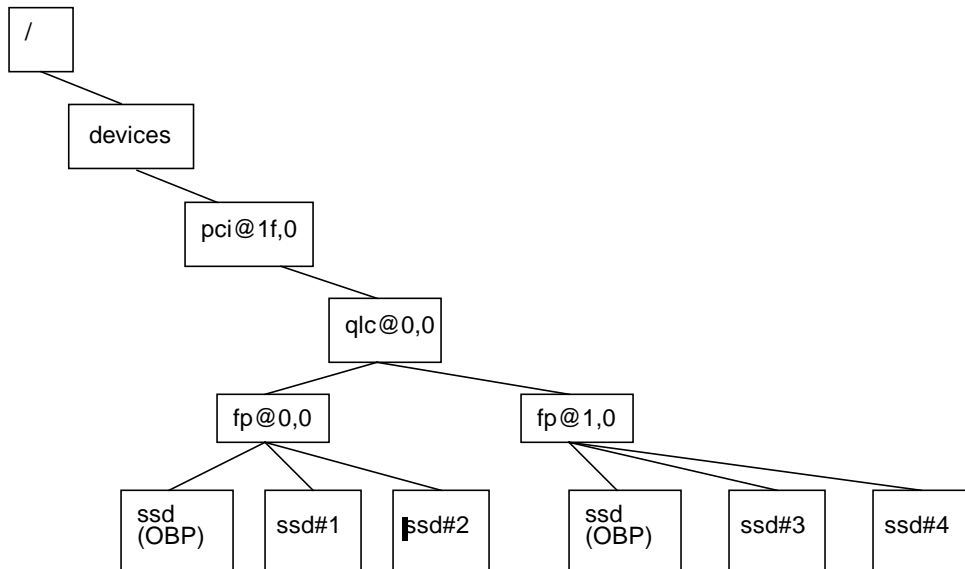 /
devices
pci@1f,0
qlc@0,0
fp@0,0
fp@1,0
ssd
(OBP)
ssd#1
ssd#2
ssd
(OBP)
ssd#3
ssd#4